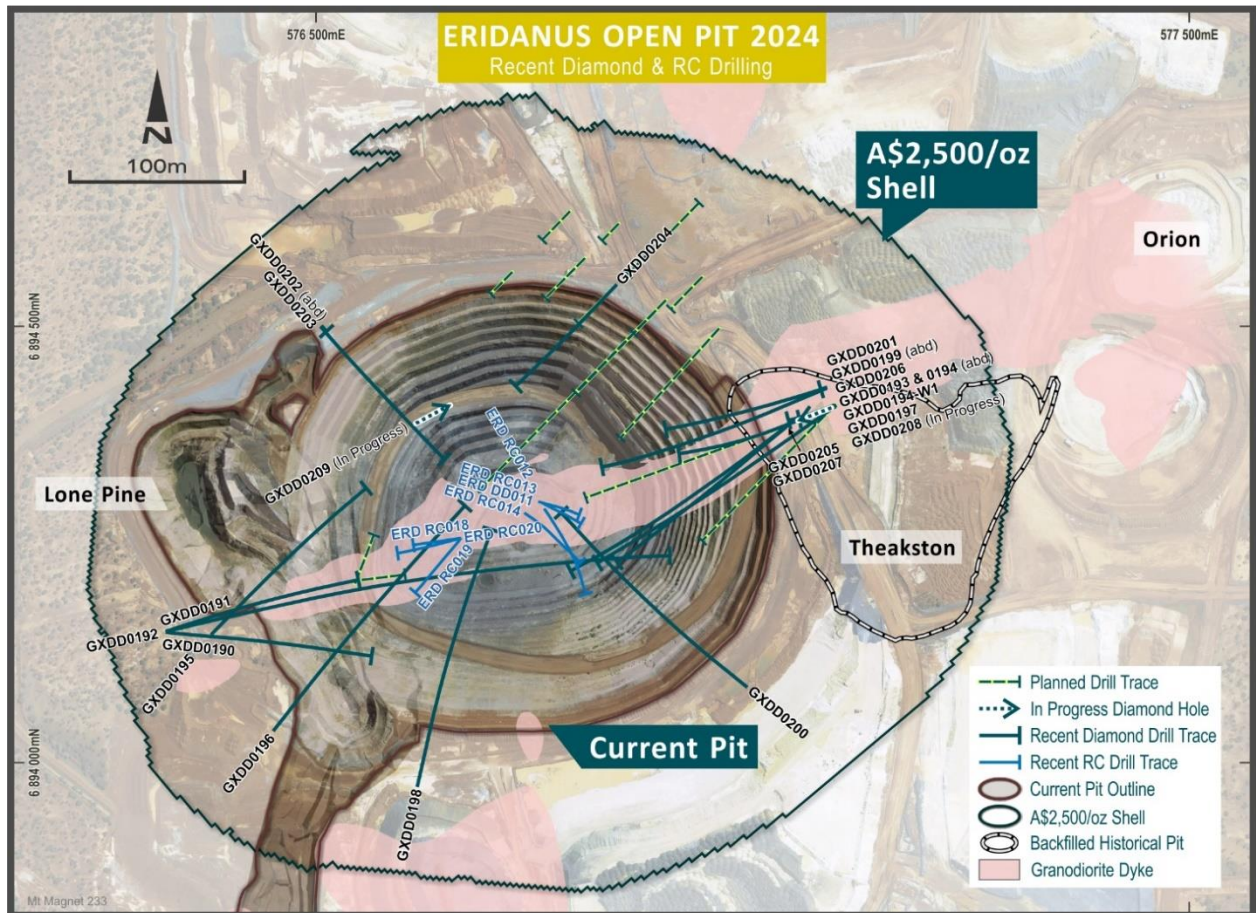 ERIDANUS OPEN PIT 2024
Recent Diamond & RC Drilling
576 500mE
577 500mE
N
100m
A$2,500/oz
Shell
Orion
6 894 500mN
GXDD0202 (abd)
GXDD0203
GXDD0204
GXDD0201
GXDD0199 (abd)
GXDD0206
GXDD0193 & 0194 (abd)
GXDD0194-W1
GXDD0197
GXDD0208 (In Progress)
GXDD0205
GXDD0207
GXDD0209 (In Progress)
Lone Pine
ERD RC012
ERD RC013
ERD DD011
ERD RC014
ERD RC018
ERD RC020
ERD RC019
Theakston
GXDD0191
GXDD0192
GXDD0190
GXDD0195
GXDD0196
GXDD0198
GXDD0200
Current Pit
6 894 000mN
Planned Drill Trace
In Progress Diamond Hole
Recent Diamond Drill Trace
Recent RC Drill Trace
Current Pit Outline
A$2,500/oz Shell
Backfilled Historical Pit
Granodiorite Dyke
Mt Magnet 233